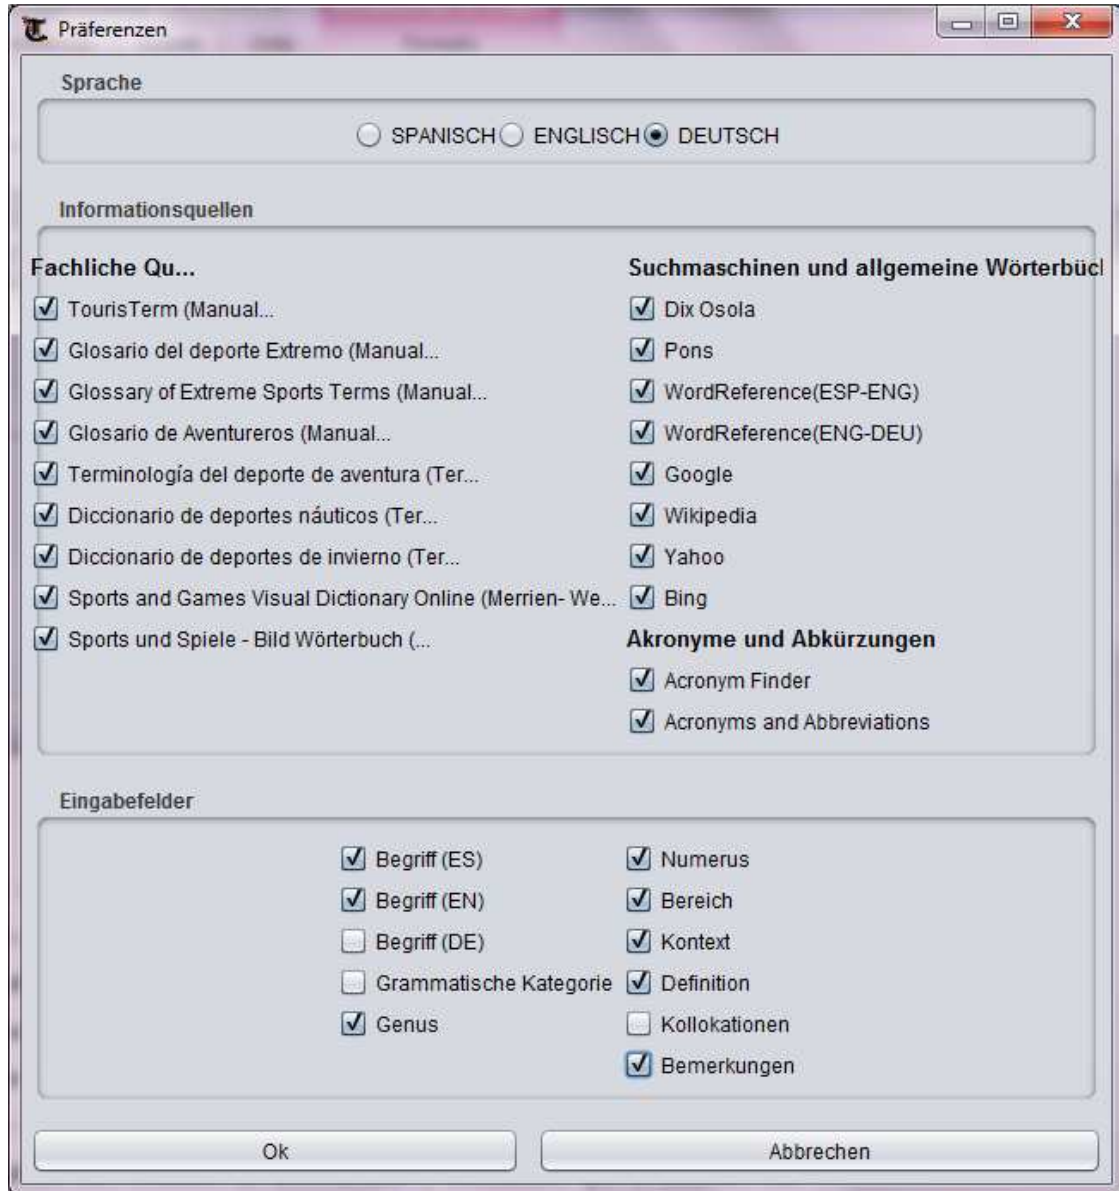 Präferenzen
Sprache
SPANISCH ENGLISCH DEUTSCH
Informationsquellen
Fachliche Qu...
TourisTerm (Manual...
Glosario del deporte Extremo (Manual...
Glossary of Extreme Sports Terms (Manual...
Glosario de Aventureros (Manual...
Terminología del deporte de aventura (Ter...
Diccionario de deportes náuticos (Ter...
Diccionario de deportes de invierno (Ter...
Sports and Games Visual Dictionary Online (Merrien- We...
Sports und Spiele - Bild Wörterbuch (...
Suchmaschinen und allgemeine Wörterbüc
Dix Osola
Pons
WordReference(ESP-ENG)
WordReference(ENG-DEU)
Google
Wikipedia
Yahoo
Bing
Akronyme und Abkürzungen
Acronym Finder
Acronyms and Abbreviations
Eingabefelder
Begriff (ES)
Begriff (EN)
Begriff (DE)
Grammatische Kategorie
Genus
Numerus
Bereich
Kontext
Definition
Kollokationen
Bemerkungen
Ok
Abbrechen